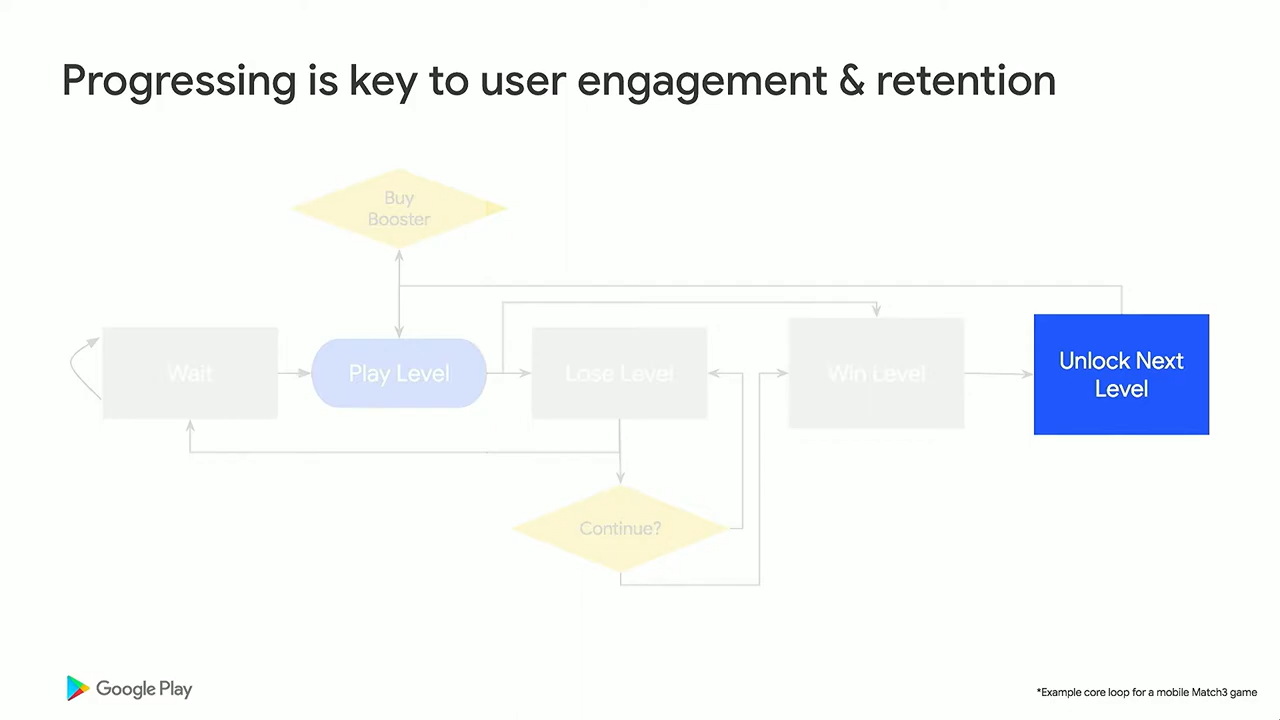 Progressing is key to user engagement & retention
Buy
Booster
Wait
Play Level
Lose Level
Win Level
Unlock Next
Level
Continue?
Google Play
*Example core loop for a mobile Match3 game